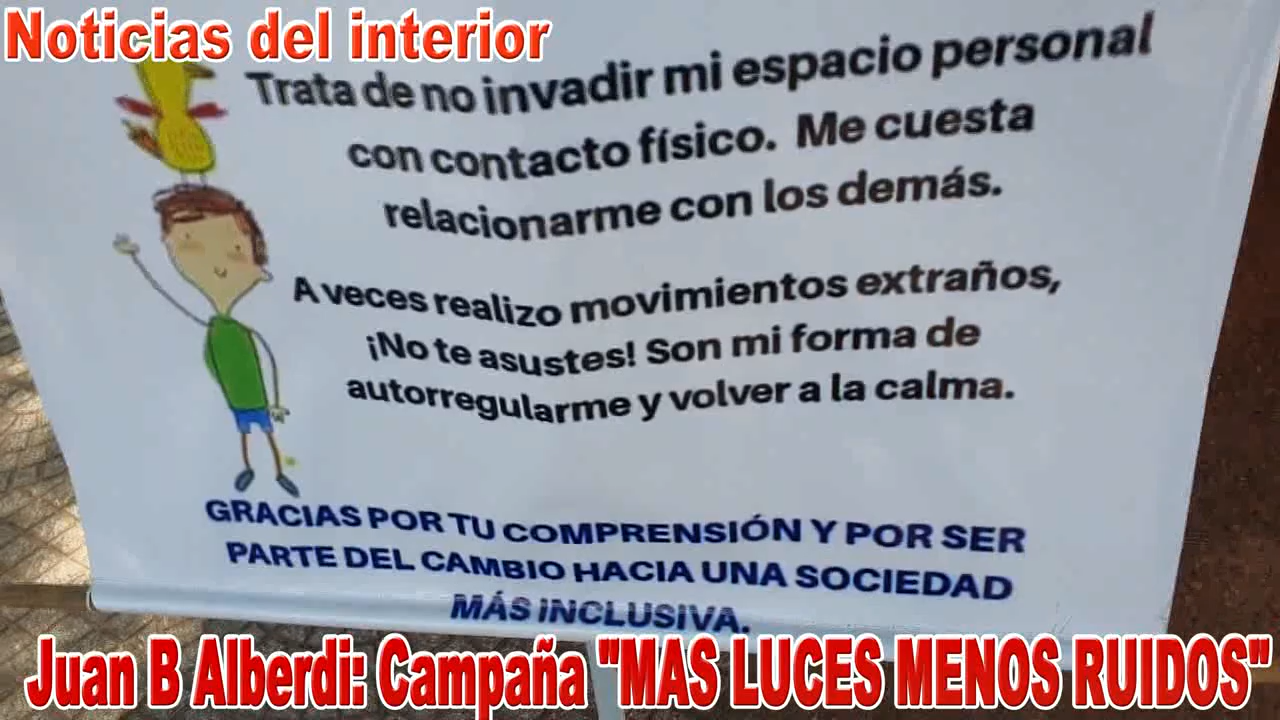 Noticias del interior
Trata de no invadir mi espacio personal
con contacto físico. Me cuesta
relacionarme con los demás.
A veces realizo movimientos extraños,
¡No te asustes! Son mi forma de
autorregularme y volver a la calma.
GRACIAS POR TU COMPRENSIÓN Y POR SER
PARTE DEL CAMBIO HACIA UNA SOCIEDAD
MÁS INCLUSIVA.
Juan B Alberdi: Campaña "MAS LUCES MENOS RUIDOS"